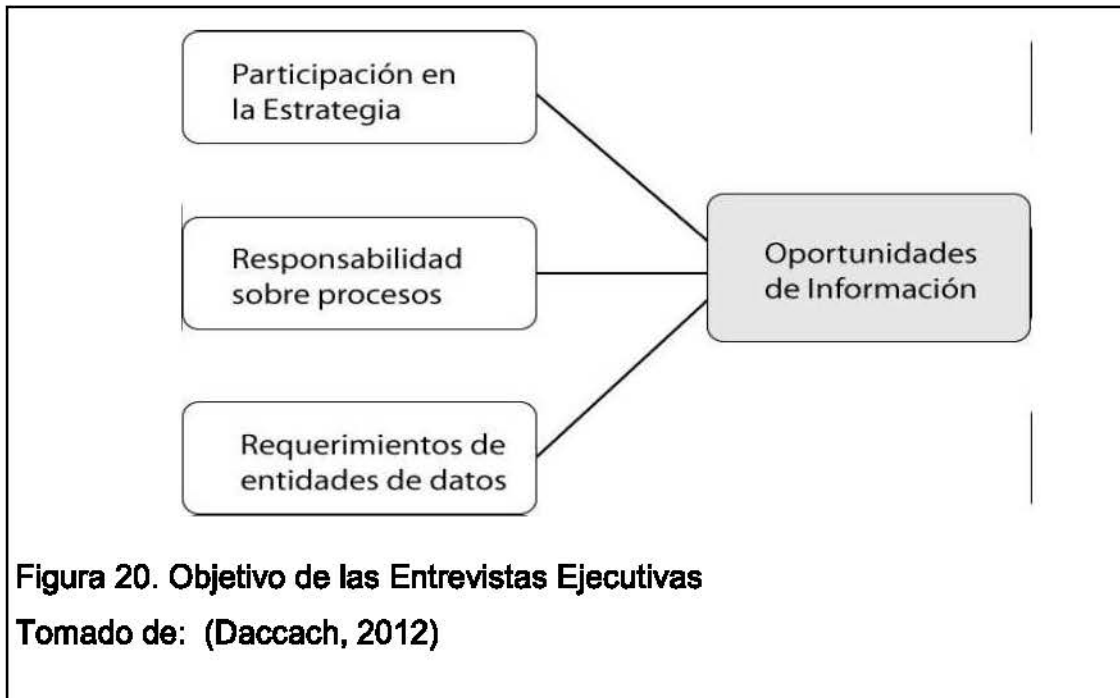 Participación en
la Estrategia
Responsabilidad
sobre procesos
Requerimientos de
entidades de datos
Oportunidades
de Información
Figura 20. Objetivo de las Entrevistas Ejecutivas
Tomado de: (Daccach, 2012)